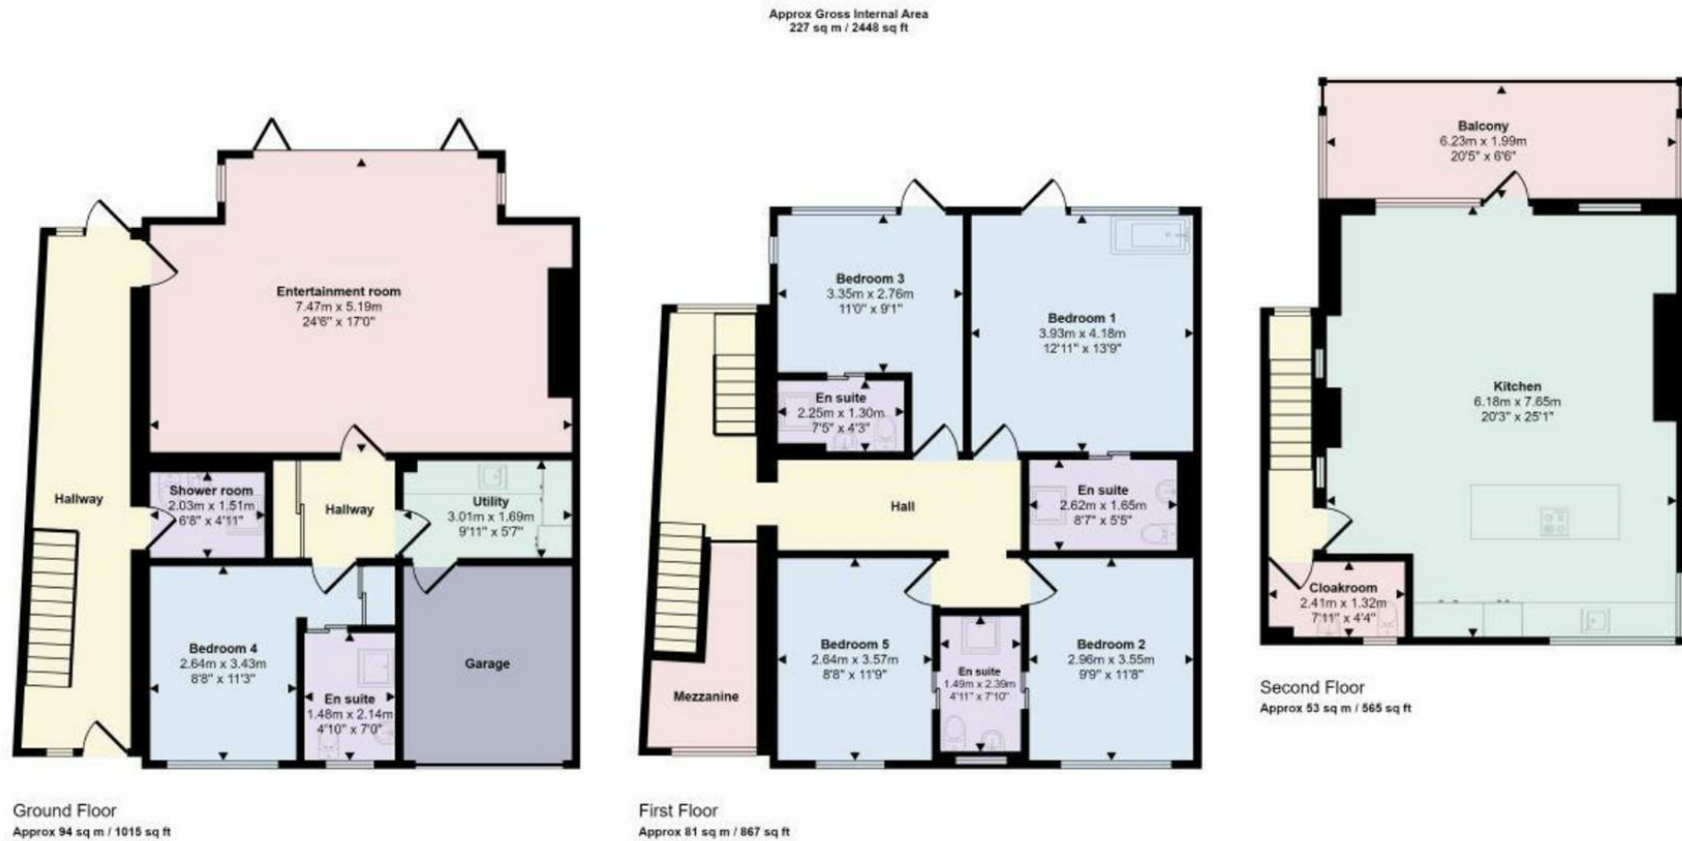 Approx Gross Internal Area
227 sq m / 2448 sq ft
Entertainment room
7.47m x 5.19m
24'6" x 17'0"
Hallway
Shower room
2.03m x 1.51m
6'8" x 4'11"
Hallway
Utility
3.01m x 1.69m
9'11" x 5'7"
Bedroom 4
2.64m x 3.43m
8'8" x 11'3"
En suite
1.48m x 2.14m
4'10" x 7'0"
Garage
Ground Floor
Approx 94 sq m / 1015 sq ft
Bedroom 3
3.35m x 2.76m
11'0" x 9'1"
Bedroom 1
3.93m x 4.18m
12'11" x 13'9"
En suite
2.25m x 1.30m
7'5" x 4'3"
Hall
En suite
2.62m x 1.65m
8'7" x 5'5"
Bedroom 5
2.64m x 3.57m
8'8" x 11'9"
En suite
1.49m x 2.39m
4'11" x 7'10"
Bedroom 2
2.96m x 3.55m
9'9" x 11'8"
Mezzanine
First Floor
Approx 81 sq m / 867 sq ft
Balcony
6.23m x 1.99m
20'5" x 6'6"
Kitchen
6.18m x 7.65m
20'3" x 25'1"
Cloakroom
2.41m x 1.32m
7'11" x 4'4"
Second Floor
Approx 53 sq m / 565 sq ft